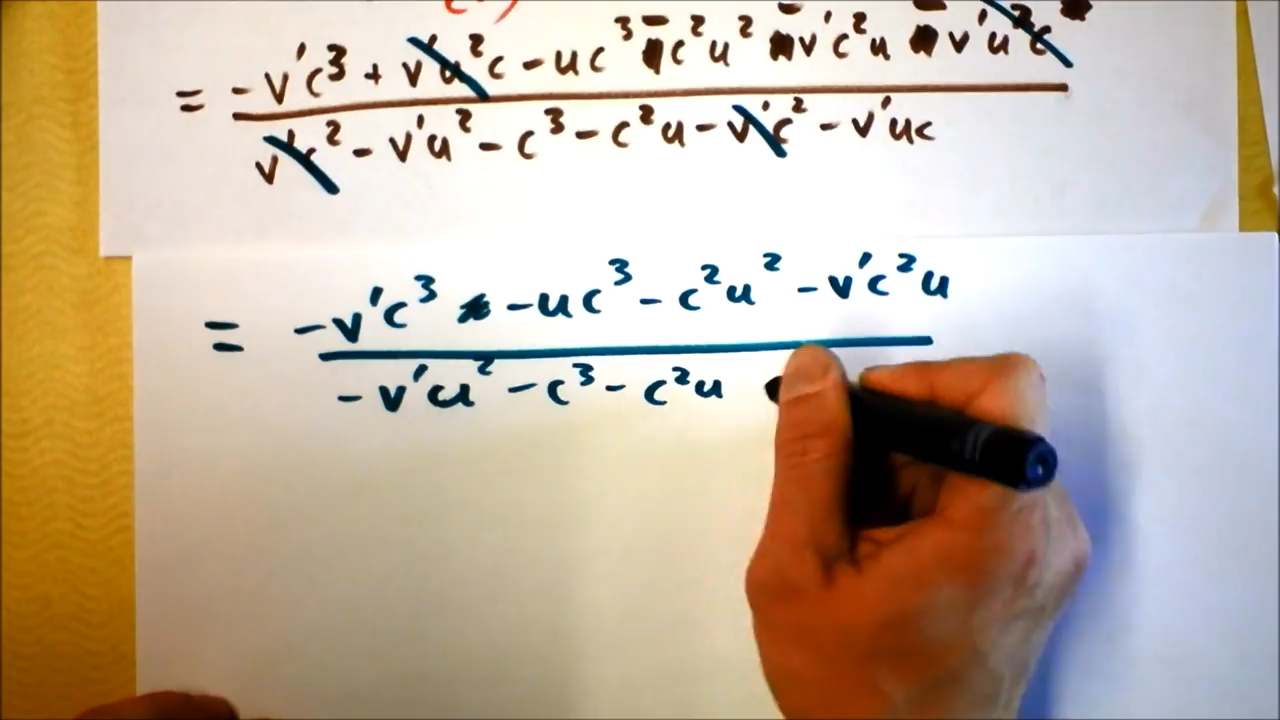 = -v'c³ + v'u²c - uc³ - c²u² - v'c²u - v'u²c
v'c² - v'u² - c³ - c²u - v'c² - v'uc
= -v'c³ - uc³ - c²u² - v'c²u
-v'u² - c³ - c²u